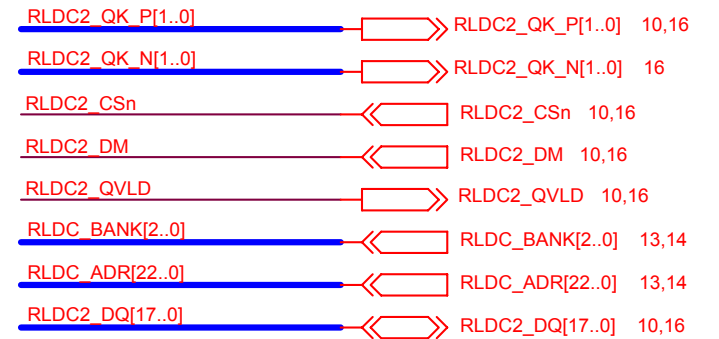 RLDC2_QK_P[1..0] RLDC2_QK_P[1..0] 10,16
RLDC2_QK_N[1..0] RLDC2_QK_N[1..0] 16
RLDC2_CSn RLDC2_CSn 10,16
RLDC2_DM RLDC2_DM 10,16
RLDC2_QVLD RLDC2_QVLD 10,16
RLDC_BANK[2..0] RLDC_BANK[2..0] 13,14
RLDC_ADR[22..0] RLDC_ADR[22..0] 13,14
RLDC2_DQ[17..0] RLDC2_DQ[17..0] 10,16